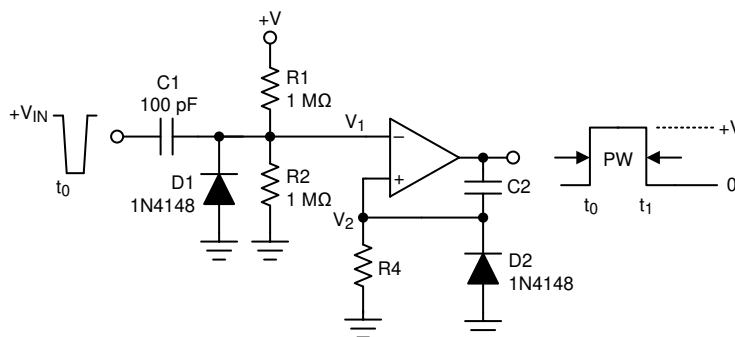 +V
C1
100 pF
R1
1 MΩ
+VIN
t0
V1
D1
1N4148
R2
1 MΩ
−
+
C2
V2
R4
D2
1N4148
PW
+V
0
t0
t1